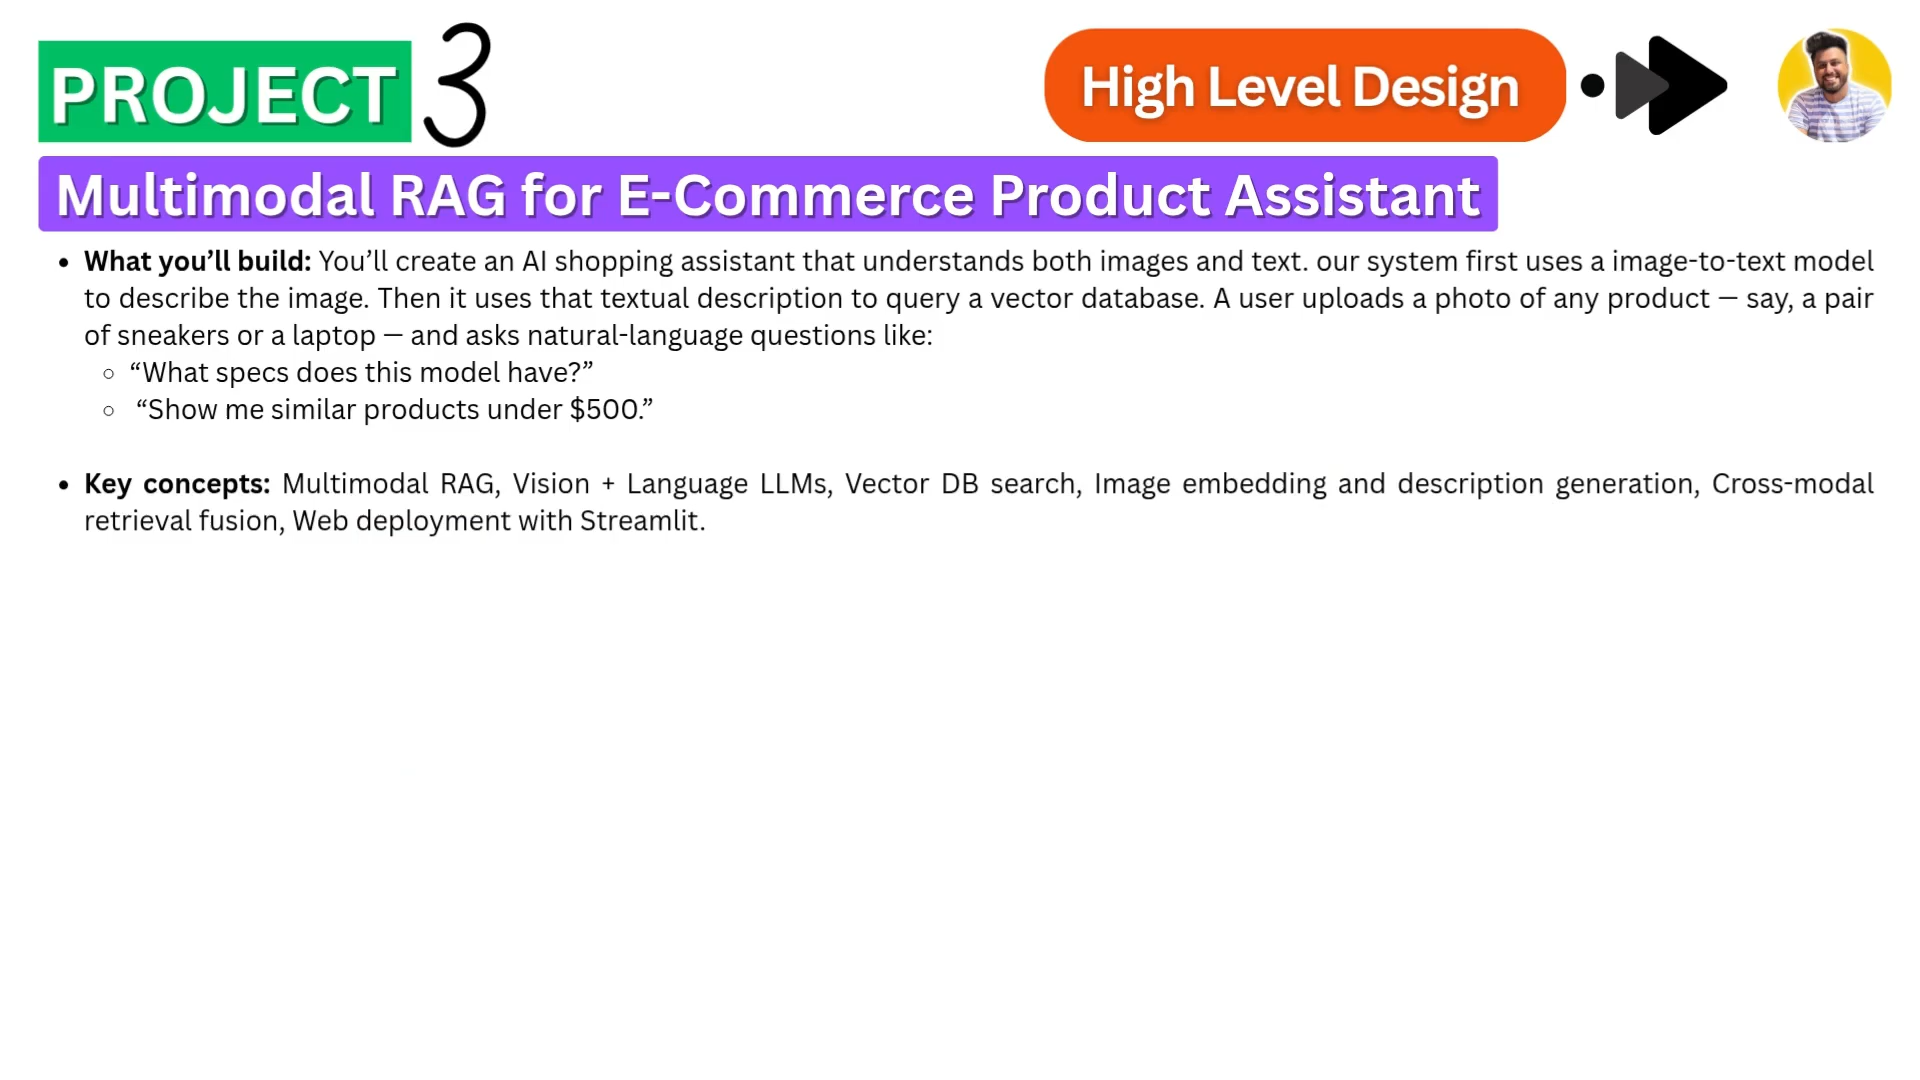 PROJECT 3
High Level Design
Multimodal RAG for E-Commerce Product Assistant
• What you’ll build: You’ll create an AI shopping assistant that understands both images and text. our system first uses a image-to-text model
to describe the image. Then it uses that textual description to query a vector database. A user uploads a photo of any product — say, a pair
of sneakers or a laptop — and asks natural-language questions like:
◦ “What specs does this model have?”
◦ “Show me similar products under $500.”
• Key concepts: Multimodal RAG, Vision + Language LLMs, Vector DB search, Image embedding and description generation, Cross-modal
retrieval fusion, Web deployment with Streamlit.